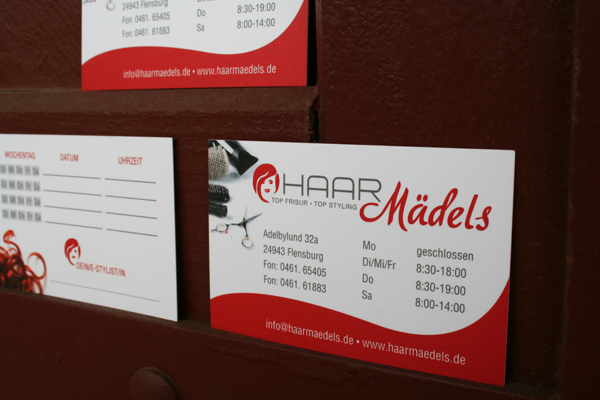 24943 Flensburg
Fon: 0461. 65405
Fon: 0461. 61883
Do 8:30-19:00
Sa 8:00-14:00
info@haarmaedels.de • www.haarmaedels.de
WOCHENTAG DATUM UHRZEIT
DEIN/E-STYLIST/IN
HAAR Mädels
TOP FRISUR • TOP STYLING
Adelbylund 32a
24943 Flensburg
Fon: 0461. 65405
Fon: 0461. 61883
Mo geschlossen
Di/Mi/Fr 8:30-18:00
Do 8:30-19:00
Sa 8:00-14:00
info@haarmaedels.de • www.haarmaedels.de